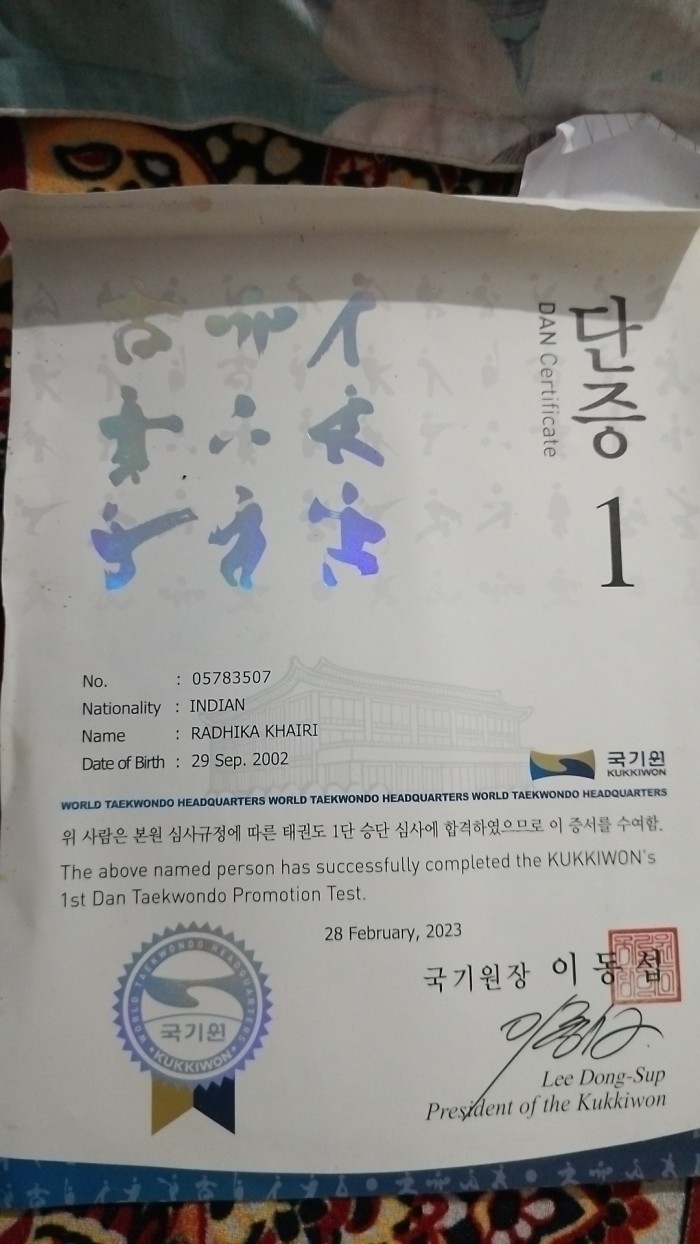 단증
DAN Certificate
1
No. : 05783507
Nationality : INDIAN
Name : RADHIKA KHAIRI
Date of Birth : 29 Sep. 2002
국기원
KUKKIWON
WORLD TAEKWONDO HEADQUARTERS WORLD TAEKWONDO HEADQUARTERS WORLD TAEKWONDO HEADQUARTERS
위 사람은 본원 심사규정에 따른 태권도 1단 승단 심사에 합격하였으므로 이 증서를 수여함.
The above named person has successfully completed the KUKKIWON's
1st Dan Taekwondo Promotion Test.
28 February, 2023
국기원장 이동섭
Lee Dong-Sup
President of the Kukkiwon
WORLD TAEKWONDO HEADQUARTERS
국기원
KUKKIWON